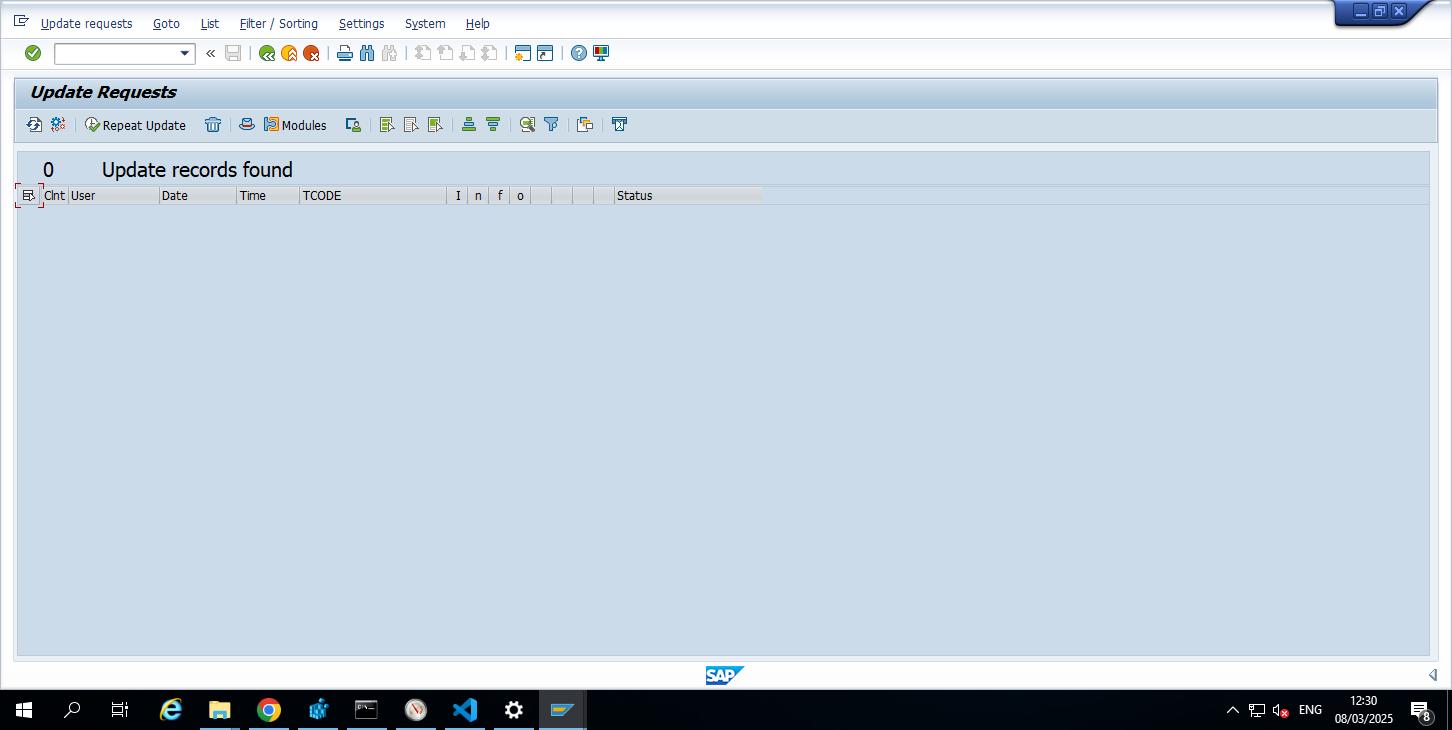 Update requests Goto List Filter / Sorting Settings System Help
Update Requests
Repeat Update Modules
0 Update records found
Clnt User Date Time TCODE I n f o Status
SAP
ENG 12:30
08/03/2025 8